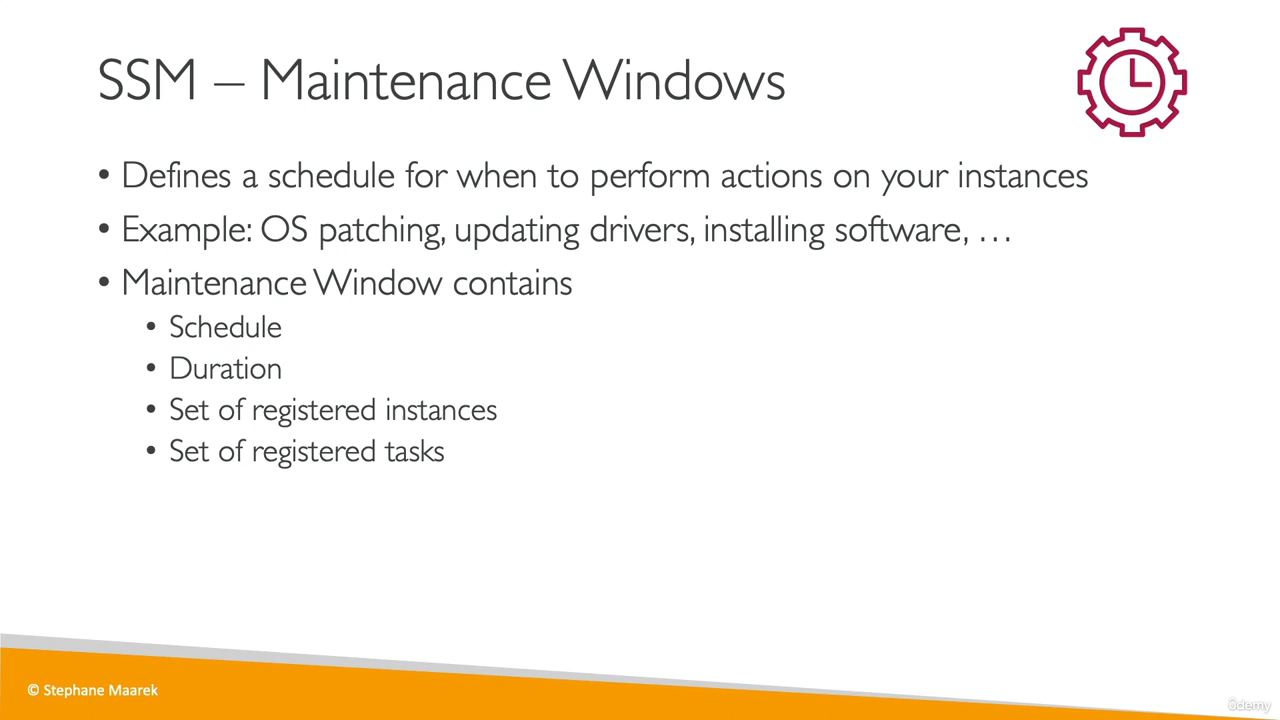 SSM – Maintenance Windows
• Defines a schedule for when to perform actions on your instances
• Example: OS patching, updating drivers, installing software, …
• Maintenance Window contains
• Schedule
• Duration
• Set of registered instances
• Set of registered tasks
© Stephane Maarek
ûdemy